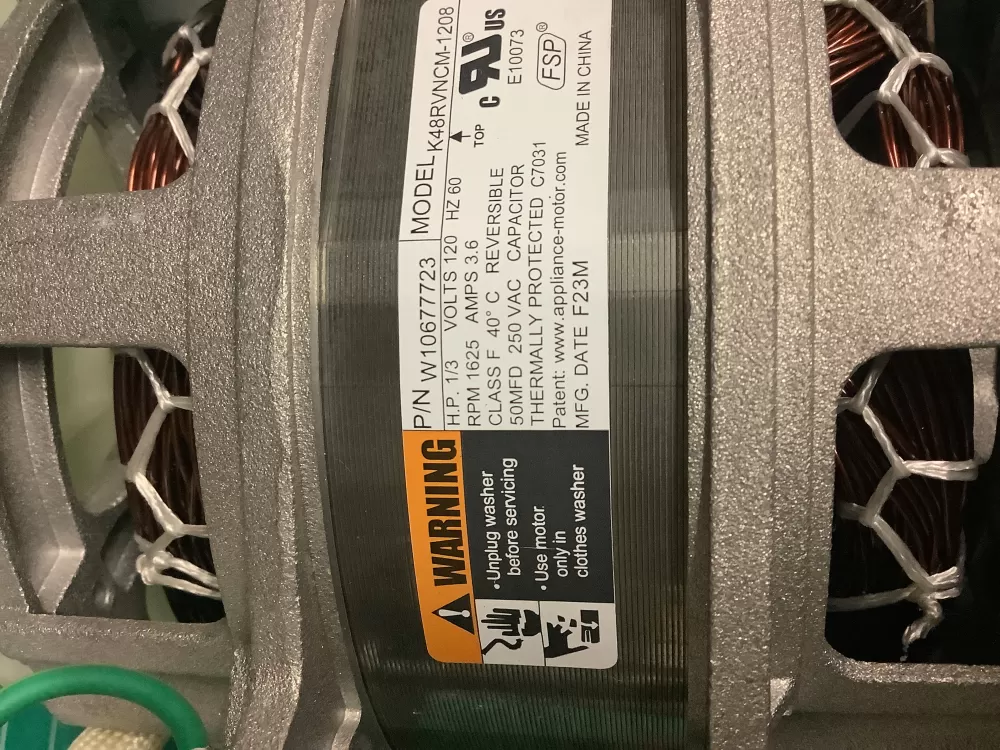 P/N W10677723 MODEL K48RVNCM-1208
H.P. 1/3 VOLTS 120 HZ 60
RPM 1625 AMPS 3.6
CLASS F 40° C REVERSIBLE
50MFD 250 VAC CAPACITOR
THERMALLY PROTECTED C7031
Patent: www.appliance-motor.com
MFG. DATE F23M
TOP
C RU® US
E10073
FSP®
MADE IN CHINA
WARNING
• Unplug washer
before servicing
• Use motor
only in
clothes washer